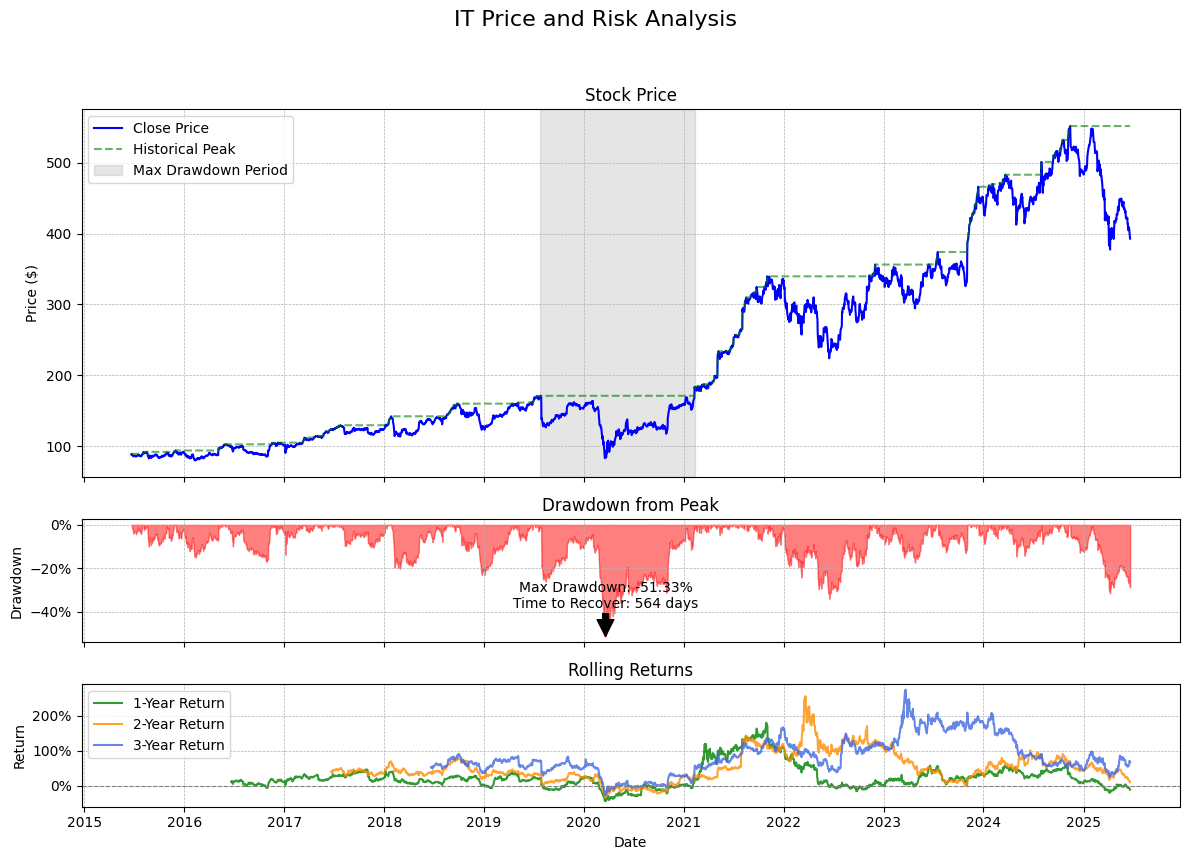 IT Price and Risk Analysis
Stock Price
Close Price
Historical Peak
Max Drawdown Period
Price ($)
500
400
300
200
100
Drawdown from Peak
Drawdown
0%
−20%
−40%
Max Drawdown: -51.33%
Time to Recover: 564 days
Rolling Returns
1-Year Return
2-Year Return
3-Year Return
Return
200%
100%
0%
2015 2016 2017 2018 2019 2020 2021 2022 2023 2024 2025
Date